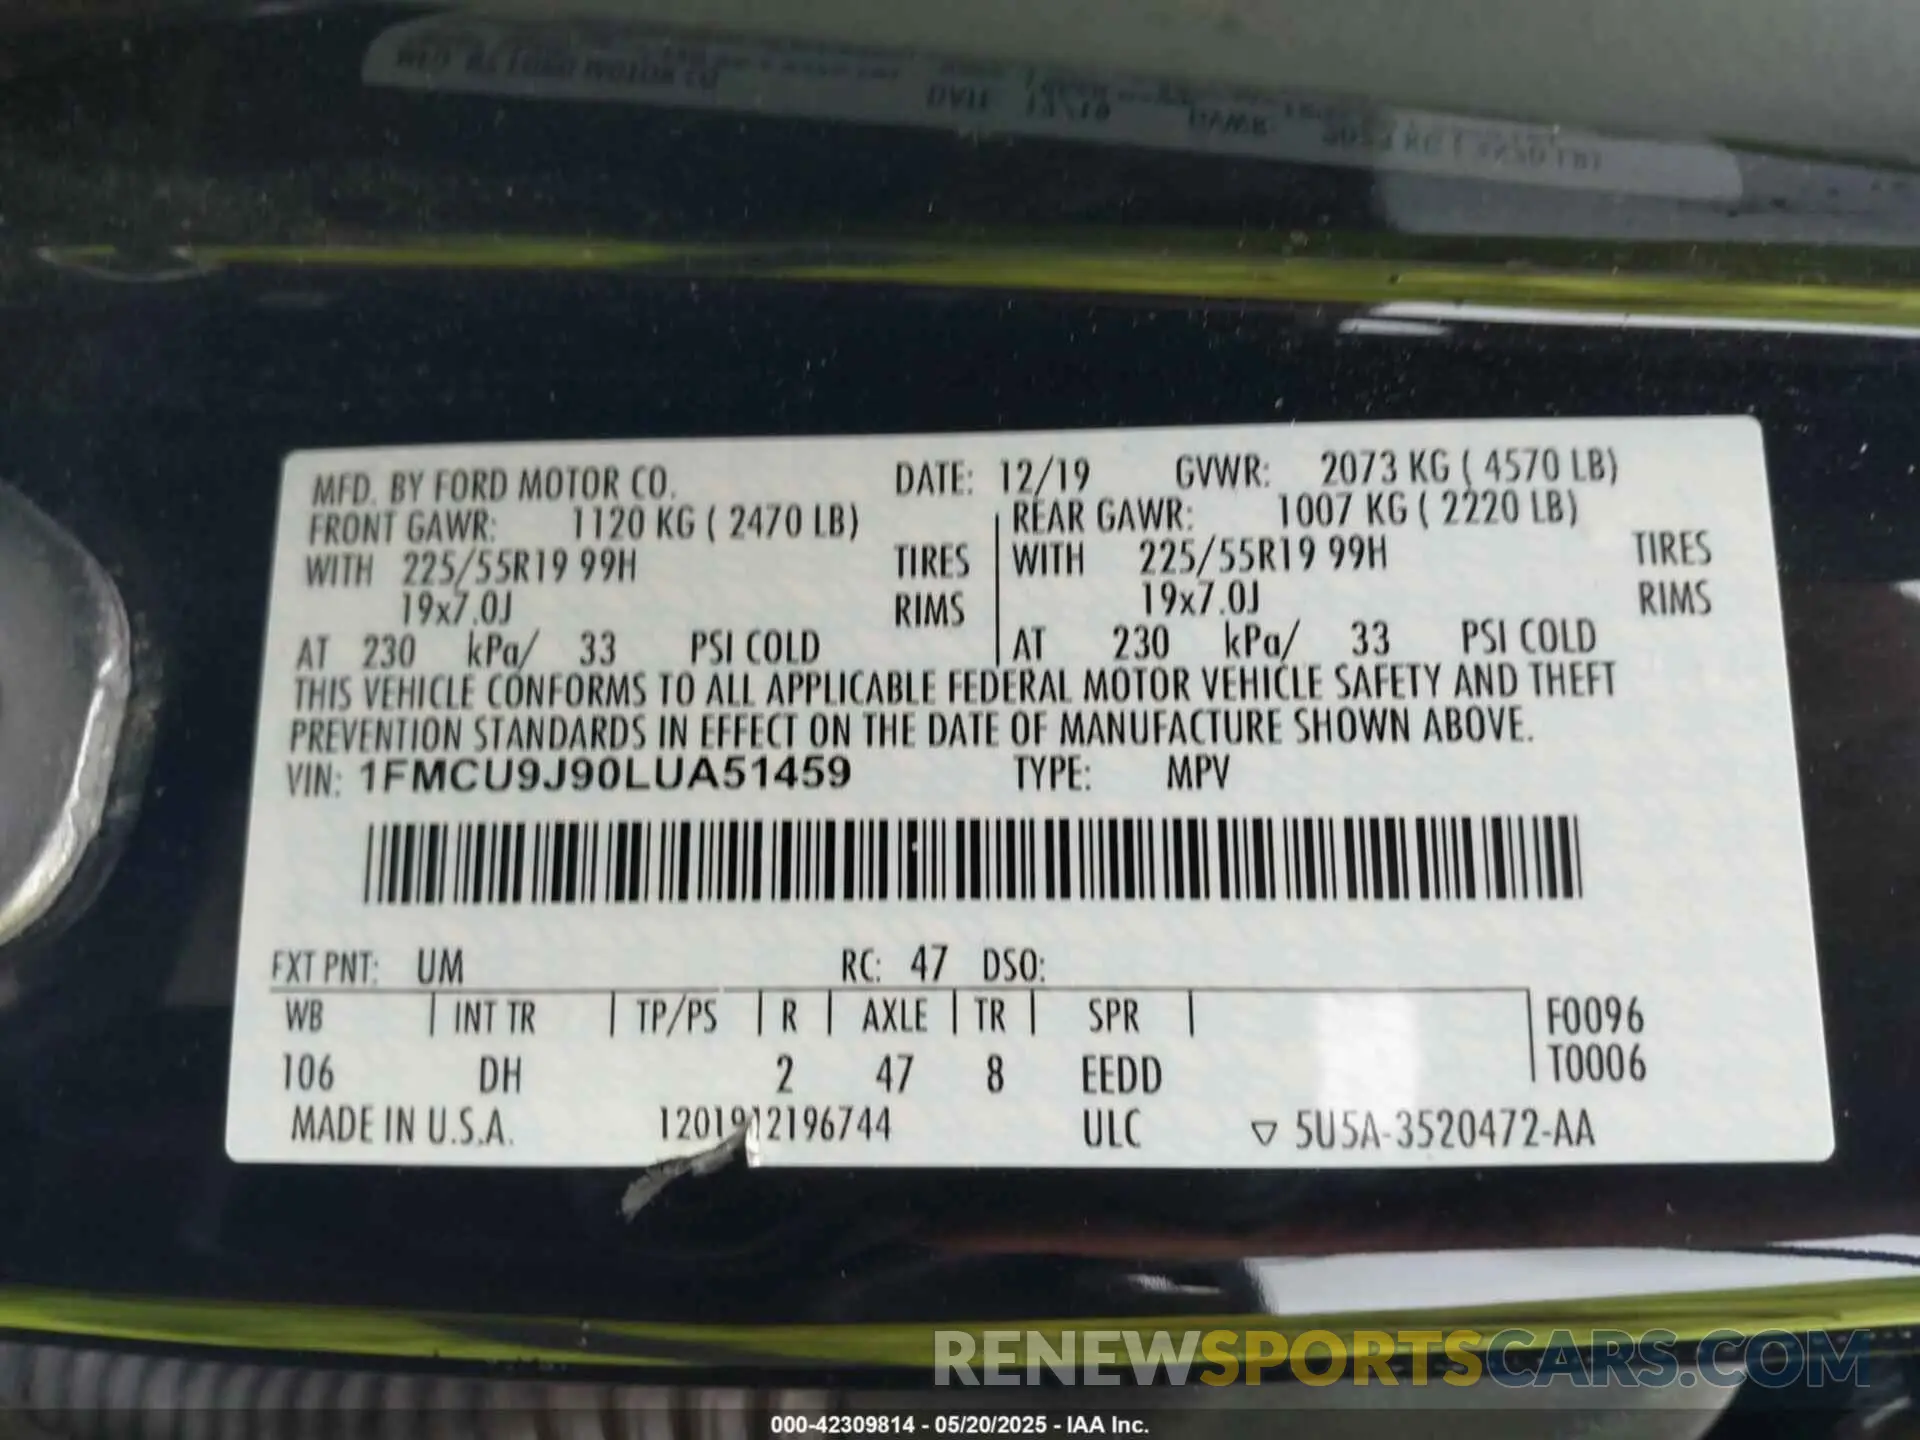 MFD. BY FORD MOTOR CO. DATE: 12/19 GVWR: 2073 KG ( 4570 LB)
FRONT GAWR: 1120 KG ( 2470 LB) REAR GAWR: 1007 KG ( 2220 LB)
WITH 225/55R19 99H TIRES WITH 225/55R19 99H TIRES
19x7.0J RIMS 19x7.0J RIMS
AT 230 kPa/ 33 PSI COLD AT 230 kPa/ 33 PSI COLD
THIS VEHICLE CONFORMS TO ALL APPLICABLE FEDERAL MOTOR VEHICLE SAFETY AND THEFT
PREVENTION STANDARDS IN EFFECT ON THE DATE OF MANUFACTURE SHOWN ABOVE.
VIN: 1FMCU9J90LUA51459 TYPE: MPV
EXT PNT: UM RC: 47 DSO:
WB INT TR TP/PS R AXLE TR SPR F0096
106 DH 2 47 8 EEDD T0006
MADE IN U.S.A. 1201912196744 ULC ▽ 5U5A-3520472-AA
RENEWSPORTSCARS.COM
000-42309814 - 05/20/2025 - IAA Inc.